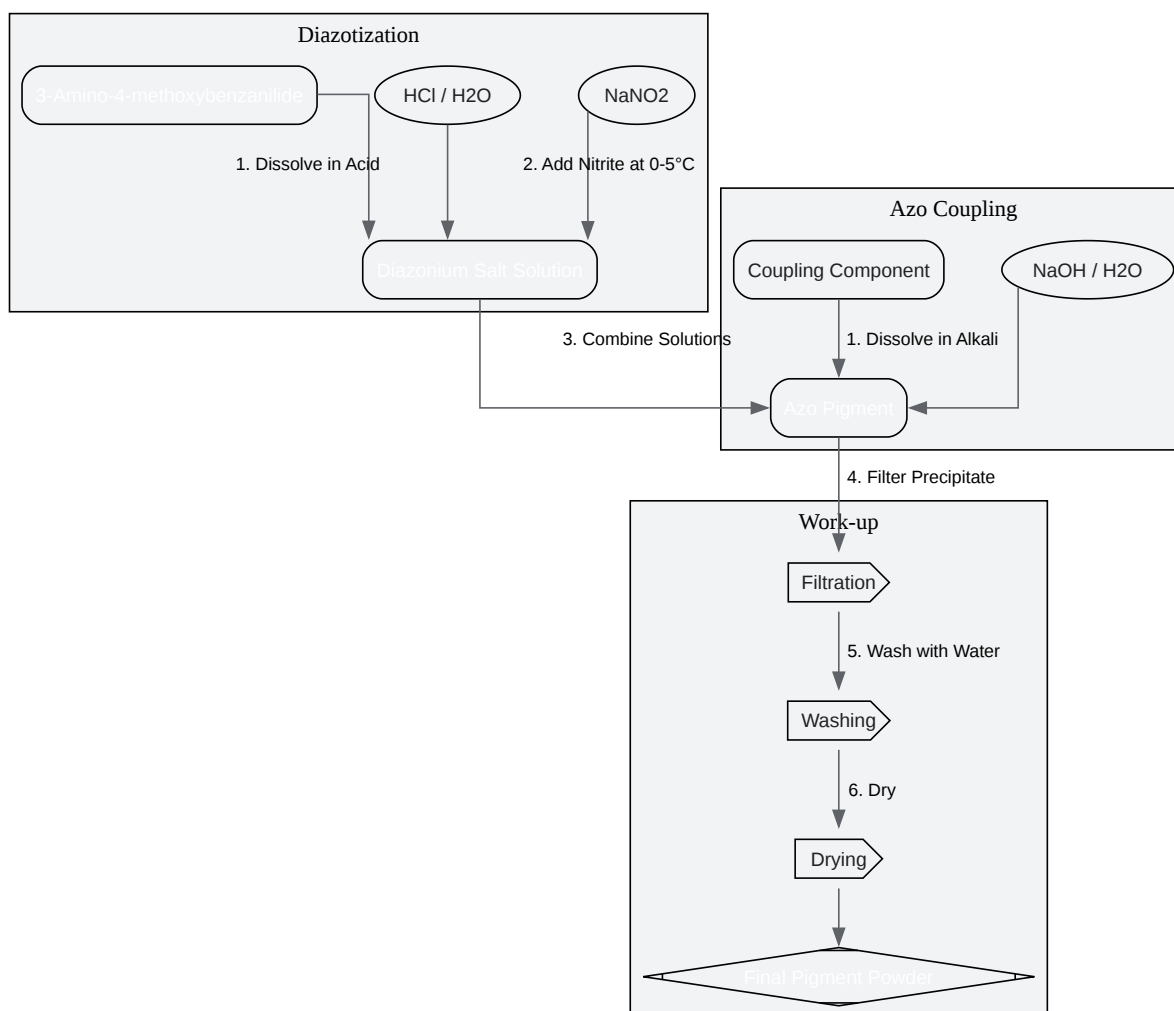 Diazotization
3-Amino-4-methoxybenzanilide
HCl / H2O
NaNO2
1. Dissolve in Acid
2. Add Nitrite at 0-5°C
Diazonium Salt Solution
Azo Coupling
Coupling Component
NaOH / H2O
3. Combine Solutions
1. Dissolve in Alkali
Azo Pigment
4. Filter Precipitate
Work-up
Filtration
5. Wash with Water
Washing
6. Dry
Drying
Final Pigment Powder